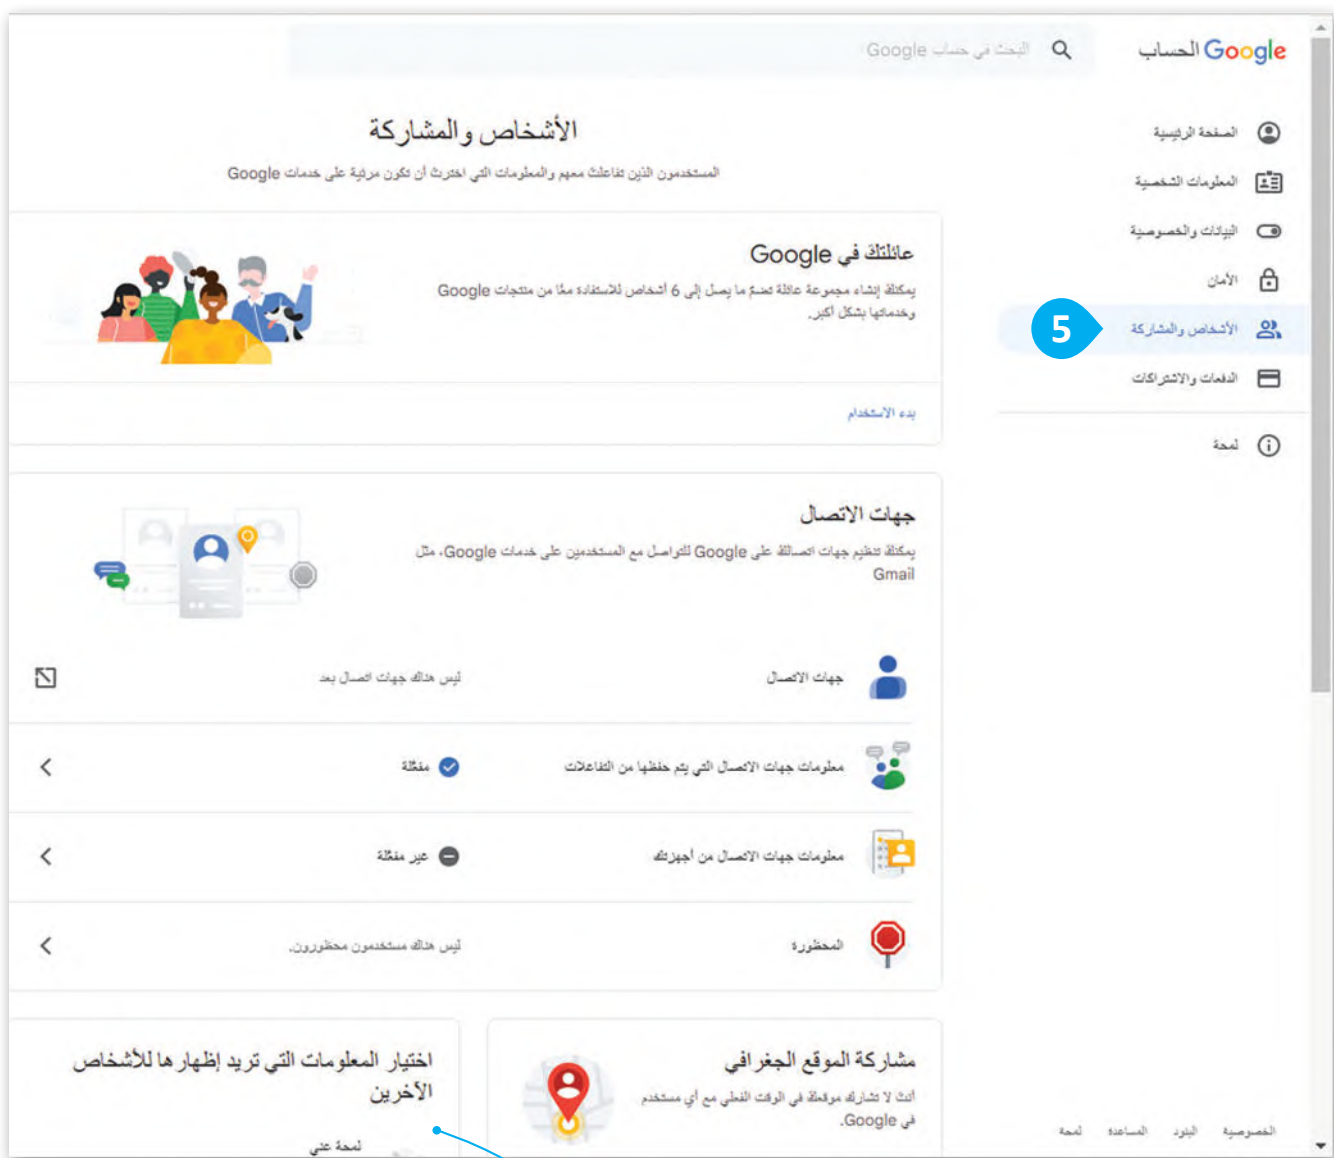 Google الحساب
البحث في حساب Google
الصفحة الرئيسية
المعلومات الشخصية
البيانات والخصوصية
الأمان
5
الأشخاص والمشاركة
الدفعات والاشتراكات
لمحة
الأشخاص والمشاركة
المستخدمون الذين تفاعلتَ معهم والمعلومات التي اخترتَ أن تكون مرئية على خدمات Google
عائلتكَ في Google
يمكنكَ إنشاء مجموعة عائلة تضمّ ما يصل إلى 6 أشخاص للاستفادة معًا من منتجات Google
وخدماتها بشكل أكبر.
بدء الاستخدام
جهات الاتصال
يمكنكَ تنظيم جهات اتصالكَ على Google للتواصل مع المستخدمين على خدمات Google، مثل
Gmail
جهات الاتصال
ليس هناك جهات اتصال بعد
معلومات جهات الاتصال التي يتم حفظها من التفاعلات
مفعّلة
معلومات جهات الاتصال من أجهزتك
غير مفعّلة
المحظورة
ليس هناك مستخدمون محظورون.
مشاركة الموقع الجغرافي
أنتَ لا تشارك موقعكَ في الوقت الفعلي مع أي مستخدم
في Google.
اختيار المعلومات التي تريد إظهارها للأشخاص
الآخرين
لمحة عني
الخصوصية البنود المساعدة لمحة